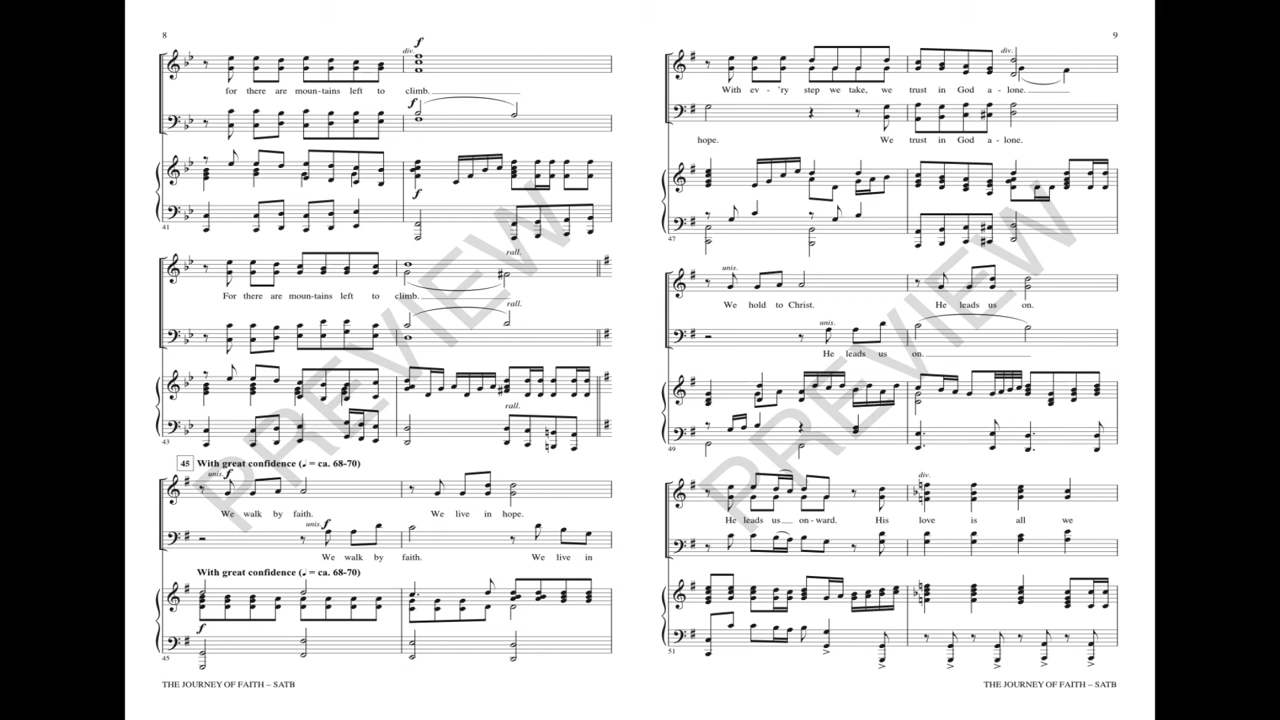 8
f
div.
for there are moun-tains left to climb.
f
f
41
rall.
For there are moun-tains left to climb.
rall.
rall.
43
45 With great confidence (♩ = ca. 68-70)
unis. f
We walk by faith. We live in hope.
unis. f
We walk by faith. We live in
With great confidence (♩ = ca. 68-70)
f
45
THE JOURNEY OF FAITH – SATB
9
div.
With ev - 'ry step we take, we trust in God a - lone.
hope. We trust in God a - lone.
47
unis.
We hold to Christ. He leads us on.
unis.
He leads us on.
49
div.
He leads us on-ward. His love is all we
51
THE JOURNEY OF FAITH – SATB
PREVIEW
PREVIEW